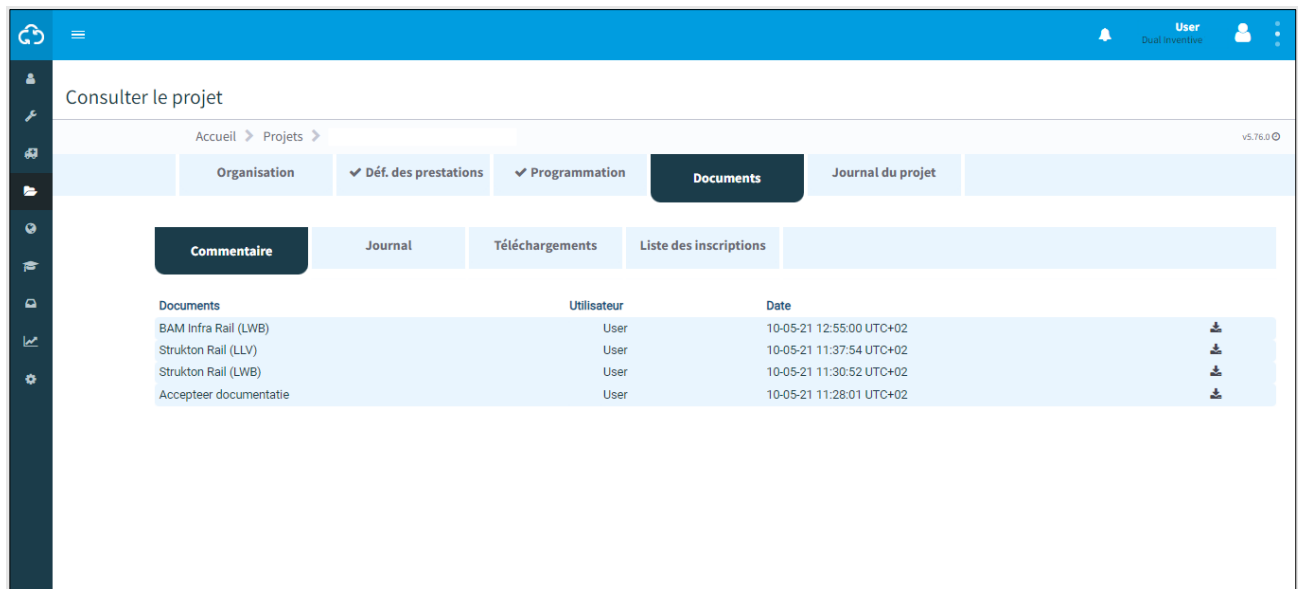 User
Dual Inventive
Consulter le projet
Accueil Projets
v5.76.0
Organisation Déf. des prestations Programmation Documents Journal du projet
Commentaire Journal Téléchargements Liste des inscriptions
Documents Utilisateur Date
BAM Infra Rail (LWB) User 10-05-21 12:55:00 UTC+02
Strukton Rail (LLV) User 10-05-21 11:37:54 UTC+02
Strukton Rail (LWB) User 10-05-21 11:30:52 UTC+02
Accepteer documentatie User 10-05-21 11:28:01 UTC+02